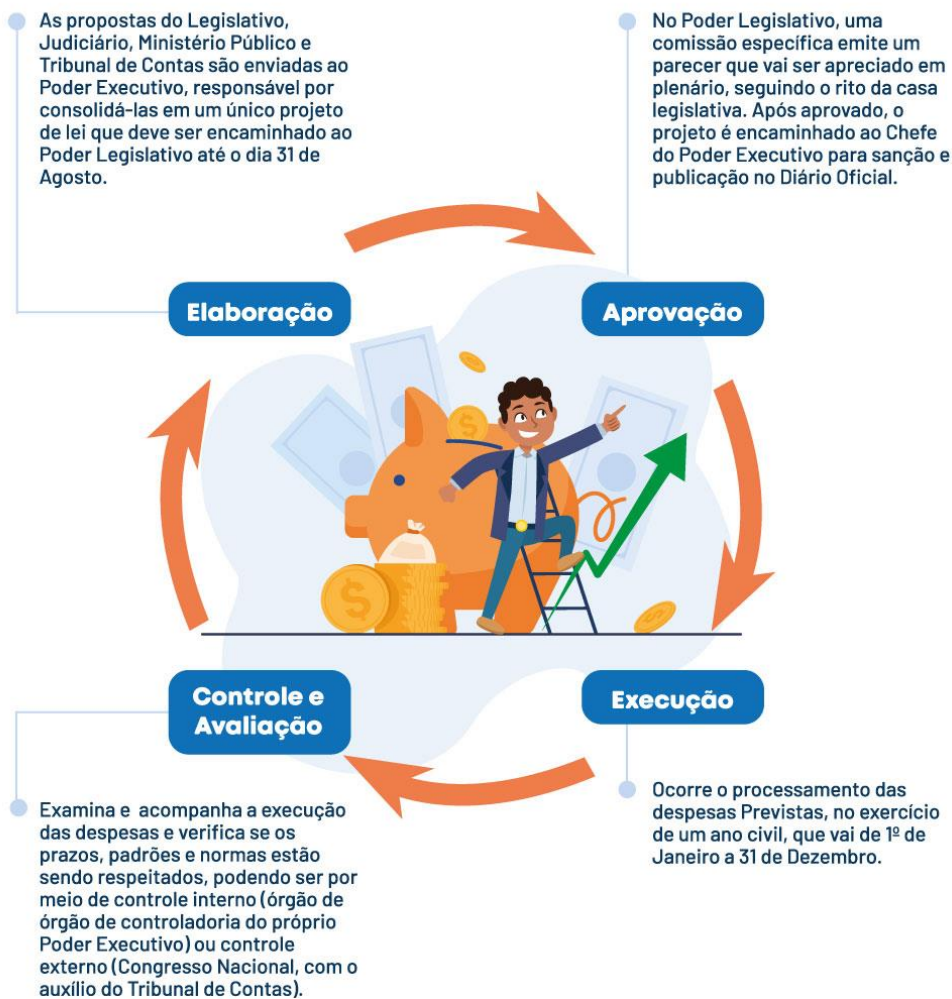 As propostas do Legislativo,
Judiciário, Ministério Público e
Tribunal de Contas são enviadas ao
Poder Executivo, responsável por
consolidá-las em um único projeto
de lei que deve ser encaminhado ao
Poder Legislativo até o dia 31 de
Agosto.
No Poder Legislativo, uma
comissão específica emite um
parecer que vai ser apreciado em
plenário, seguindo o rito da casa
legislativa. Após aprovado, o
projeto é encaminhado ao Chefe
do Poder Executivo para sanção e
publicação no Diário Oficial.
Elaboração
Aprovação
$
$
$
Controle e
Avaliação
Execução
Examina e acompanha a execução
das despesas e verifica se os
prazos, padrões e normas estão
sendo respeitados, podendo ser por
meio de controle interno (órgão de
órgão de controladoria do próprio
Poder Executivo) ou controle
externo (Congresso Nacional, com o
auxílio do Tribunal de Contas).
Ocorre o processamento das
despesas Previstas, no exercício
de um ano civil, que vai de 1º de
Janeiro a 31 de Dezembro.